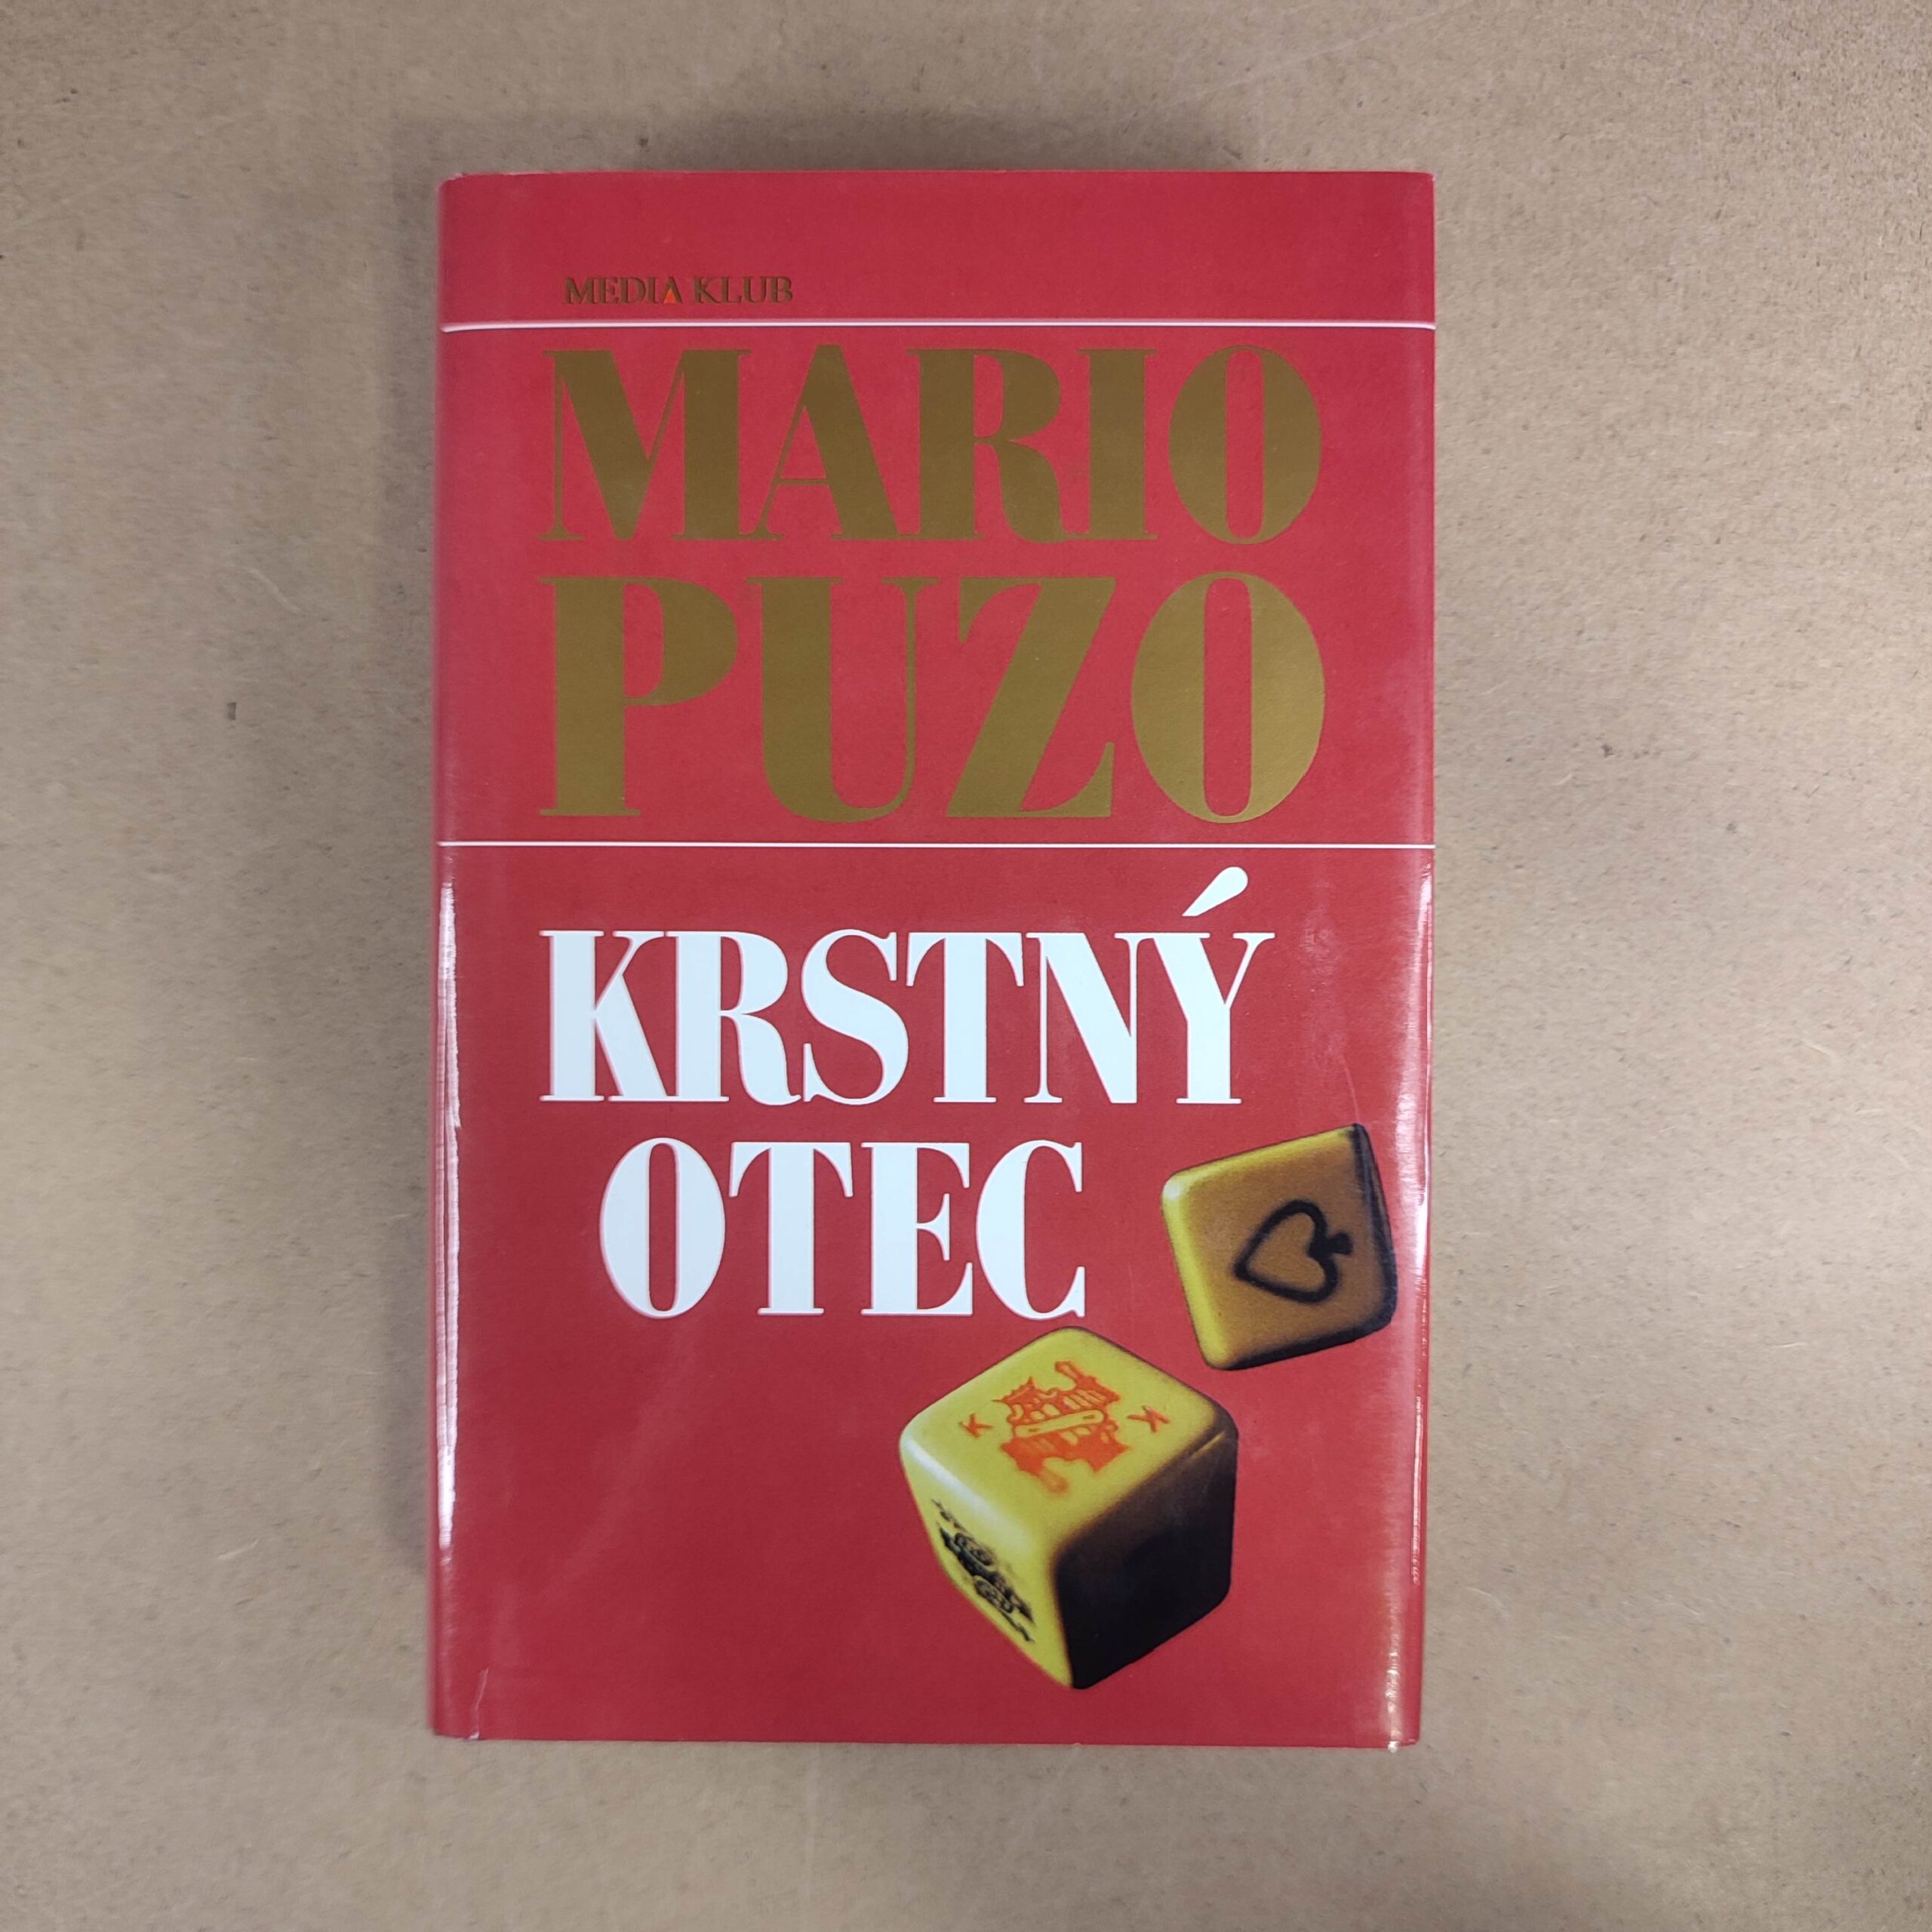 MEDIA KLUB
MARIO
PUZO
KRSTNÝ
OTEC
K K